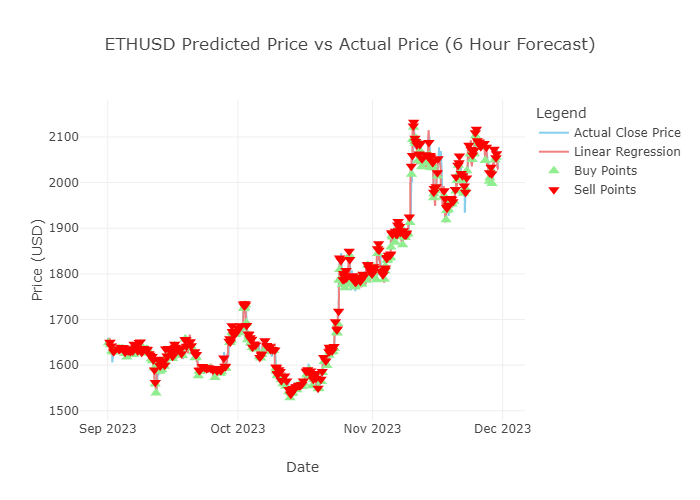 ETHUSD Predicted Price vs Actual Price (6 Hour Forecast)
Legend
Actual Close Price
Linear Regression
Buy Points
Sell Points
Price (USD)
2100
2000
1900
1800
1700
1600
1500
Sep 2023
Oct 2023
Nov 2023
Dec 2023
Date